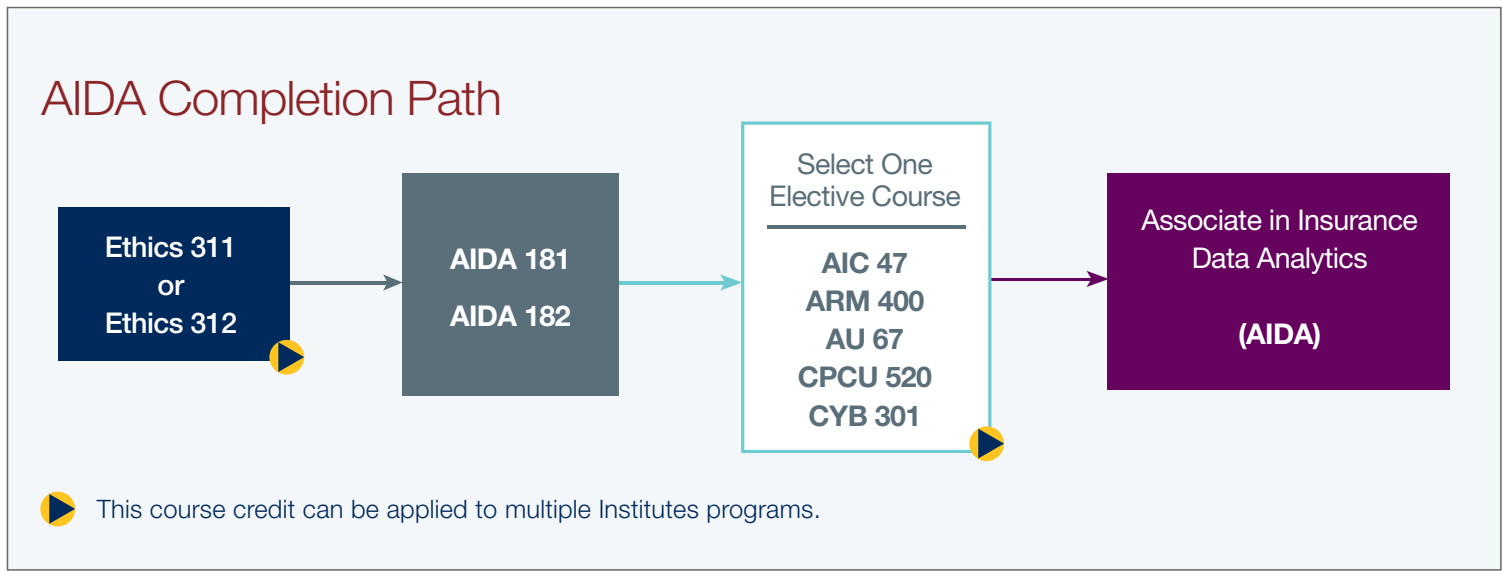 AIDA Completion Path
Ethics 311
or
Ethics 312
AIDA 181
AIDA 182
Select One
Elective Course
AIC 47
ARM 400
AU 67
CPCU 520
CYB 301
Associate in Insurance
Data Analytics
(AIDA)
This course credit can be applied to multiple Institutes programs.